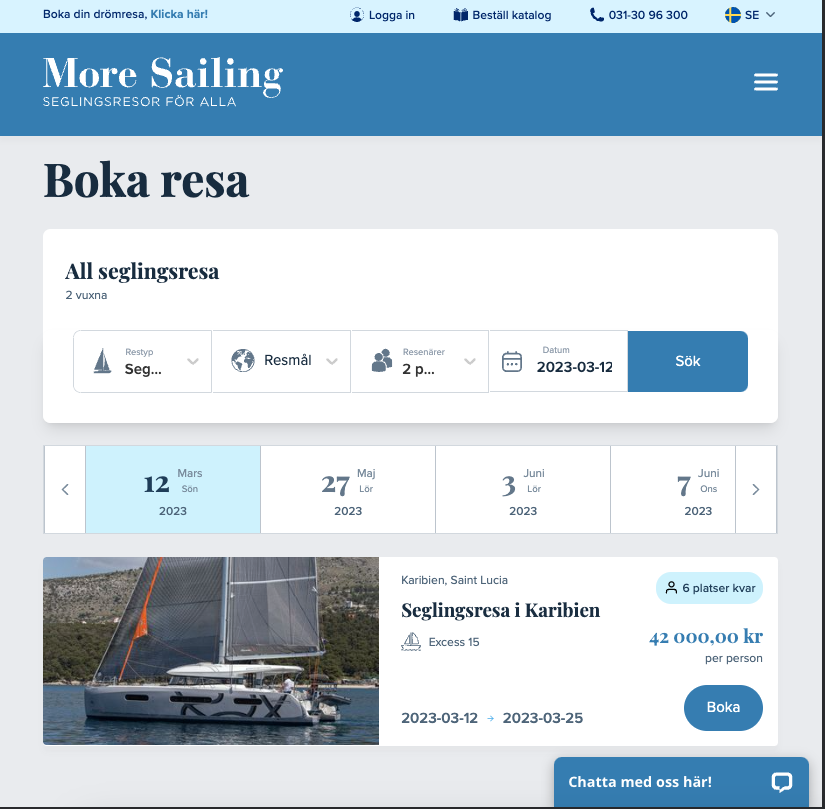 Boka din drömresa, Klicka här!
Logga in
Beställ katalog
031-30 96 300
SE
More Sailing
SEGLINGSRESOR FÖR ALLA
Boka resa
All seglingsresa
2 vuxna
Restyp
Seg...
Resmål
Resenärer
2 p...
Datum
2023-03-12
Sök
12 Mars
Sön
2023
27 Maj
Lör
2023
3 Juni
Lör
2023
7 Juni
Ons
2023
Karibien, Saint Lucia
6 platser kvar
Seglingsresa i Karibien
Excess 15
42 000,00 kr
per person
2023-03-12 → 2023-03-25
Boka
Chatta med oss här!